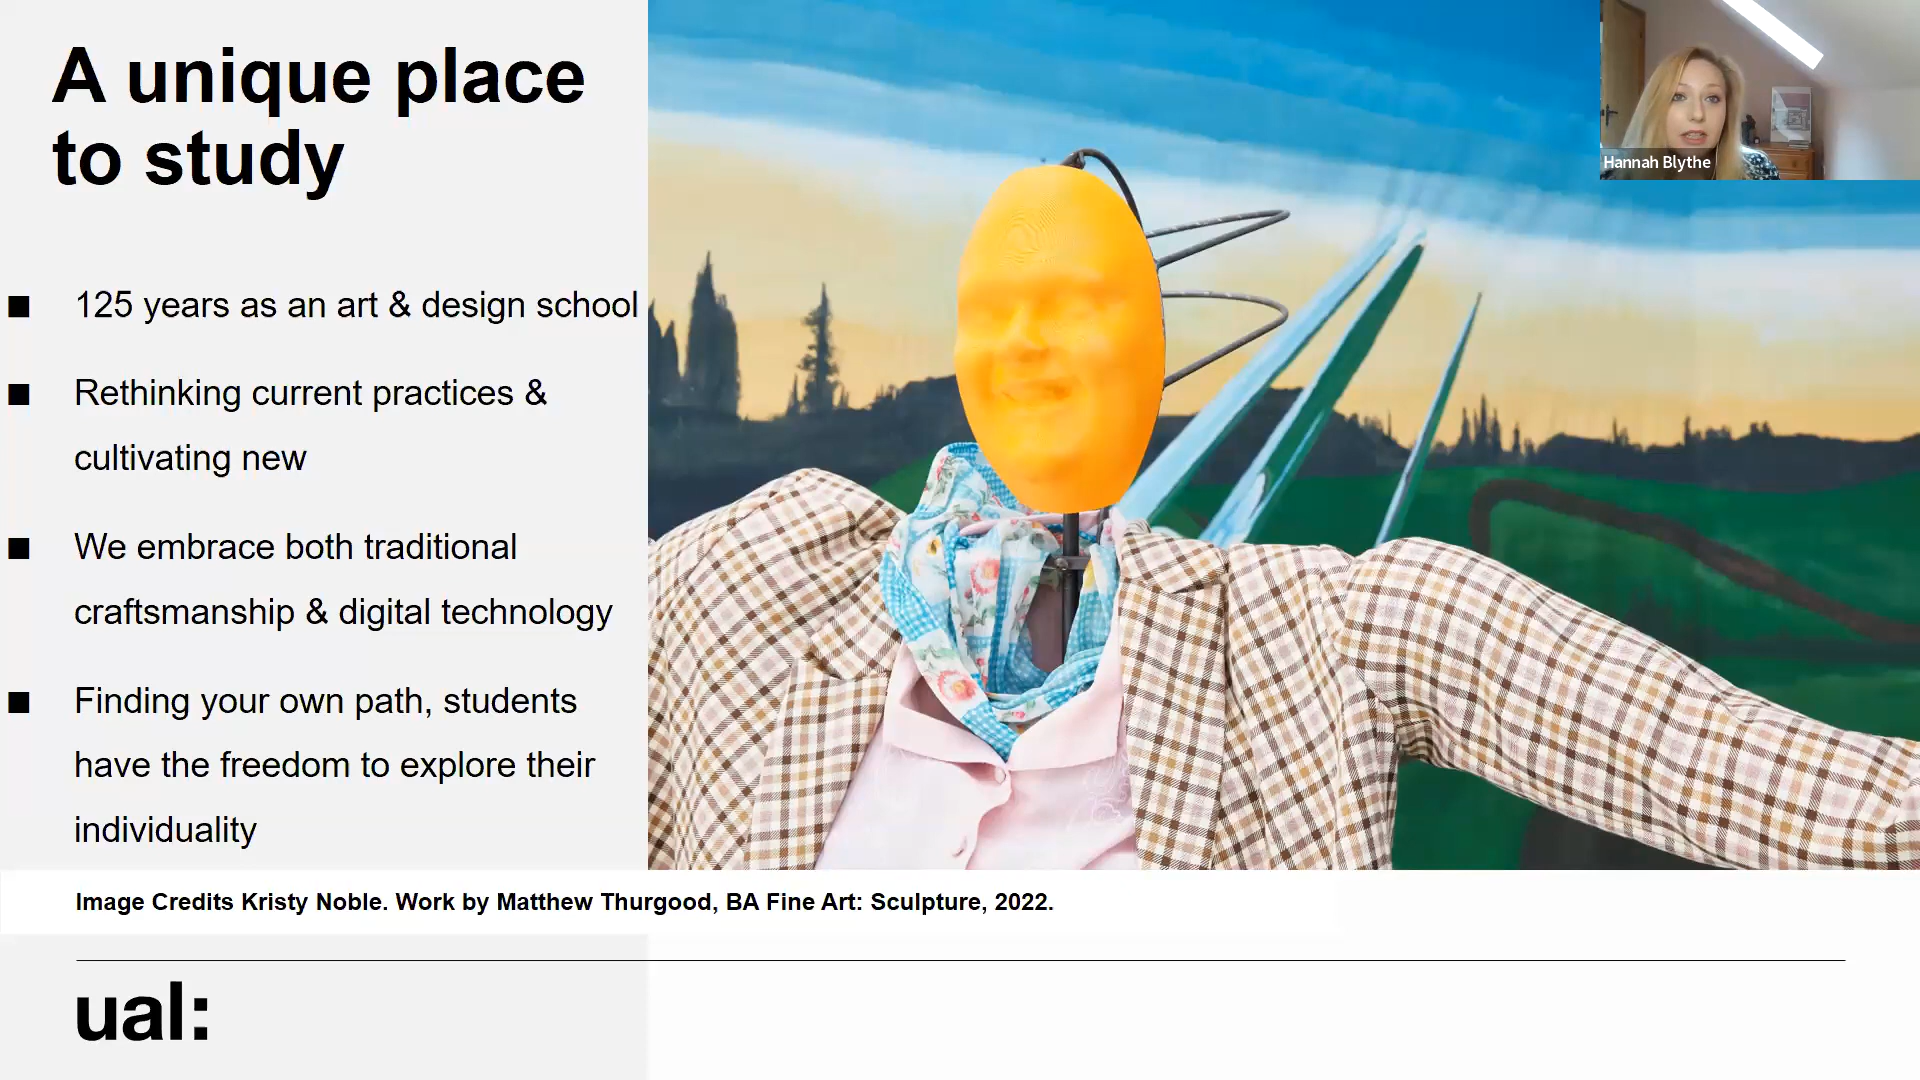 A unique place
to study
■ 125 years as an art & design school
■ Rethinking current practices &
cultivating new
■ We embrace both traditional
craftsmanship & digital technology
■ Finding your own path, students
have the freedom to explore their
individuality
Hannah Blythe
Image Credits Kristy Noble. Work by Matthew Thurgood, BA Fine Art: Sculpture, 2022.
ual: